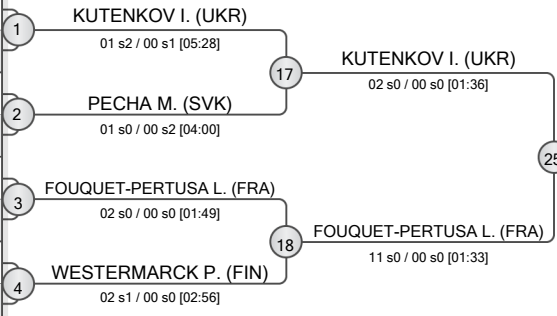 1
KUTENKOV I. (UKR)
01 s2 / 00 s1 [05:28]
17
KUTENKOV I. (UKR)
02 s0 / 00 s0 [01:36]
2
PECHA M. (SVK)
01 s0 / 00 s2 [04:00]
25
3
FOUQUET-PERTUSA L. (FRA)
02 s0 / 00 s0 [01:49]
18
FOUQUET-PERTUSA L. (FRA)
11 s0 / 00 s0 [01:33]
4
WESTERMARCK P. (FIN)
02 s1 / 00 s0 [02:56]